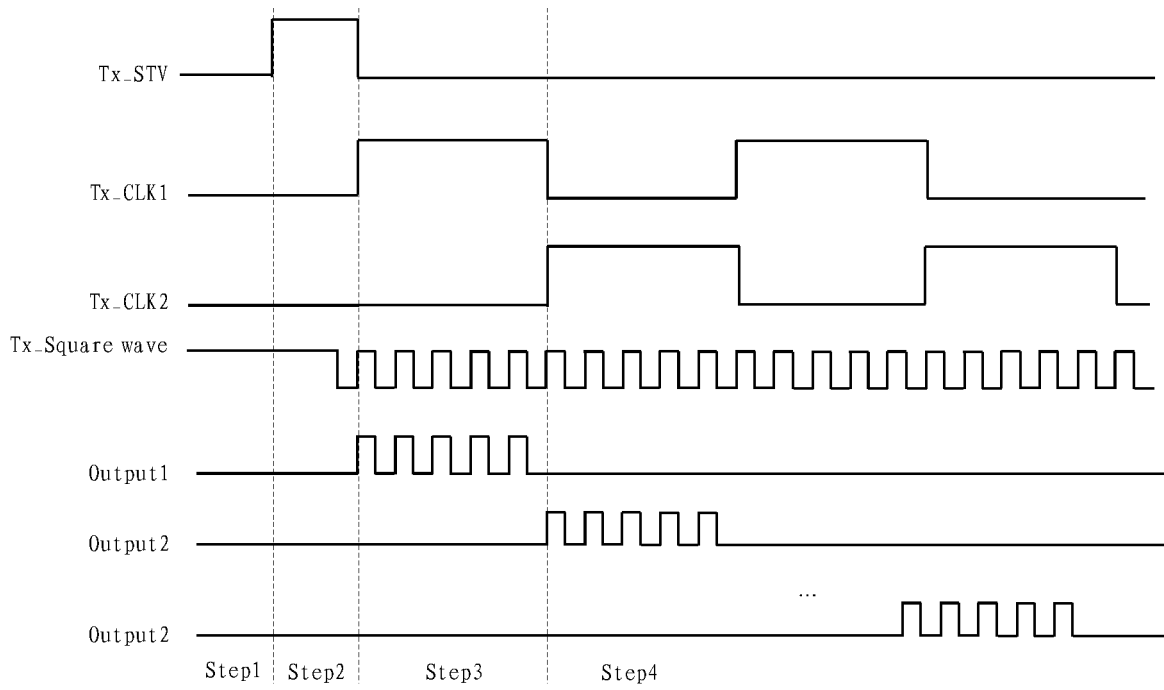 Tx_STV
Tx_CLK1
Tx_CLK2
Tx_Square wave
Output1
Output2
...
Output2
Step1 Step2 Step3 Step4